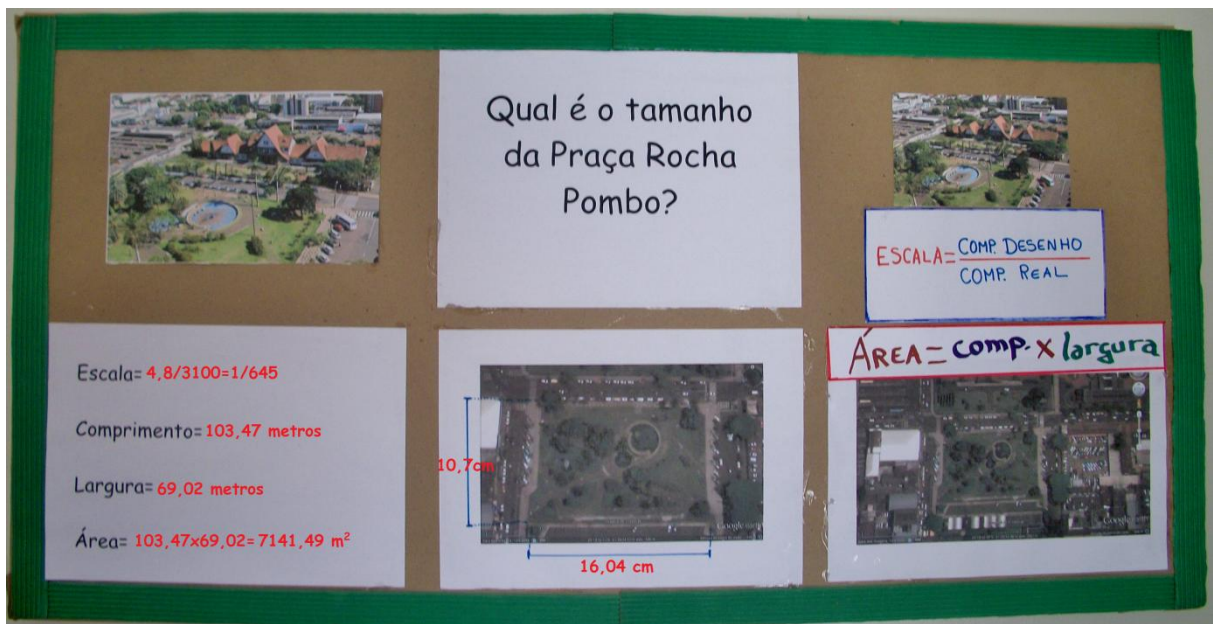 Qual é o tamanho
da Praça Rocha
Pombo?
ESCALA= COMP. DESENHO
COMP. REAL
Escala= 4,8/3100=1/645
Comprimento= 103,47 metros
Largura= 69,02 metros
Área= 103,47x69,02=7141,49 m²
10,7cm
16,04 cm
Google
ÁREA= comp. x largura
Google